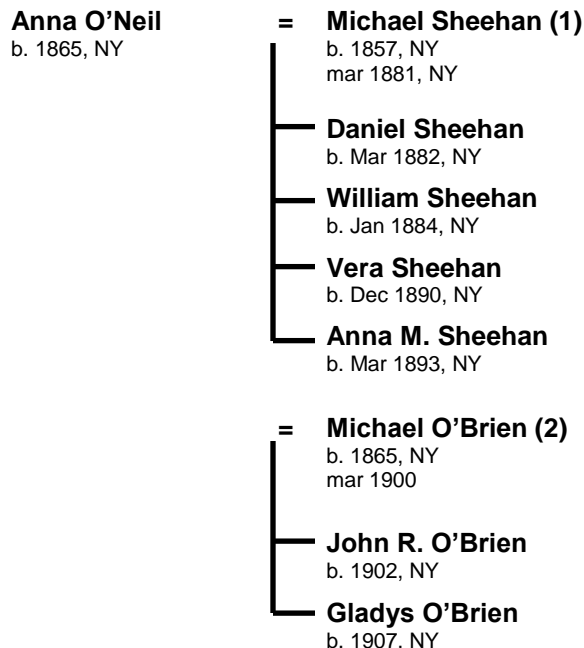 Anna O’Neil = Michael Sheehan (1)
b. 1865, NY b. 1857, NY
mar 1881, NY
Daniel Sheehan
b. Mar 1882, NY
William Sheehan
b. Jan 1884, NY
Vera Sheehan
b. Dec 1890, NY
Anna M. Sheehan
b. Mar 1893, NY
= Michael O’Brien (2)
b. 1865, NY
mar 1900
John R. O’Brien
b. 1902, NY
Gladys O’Brien
b. 1907, NY